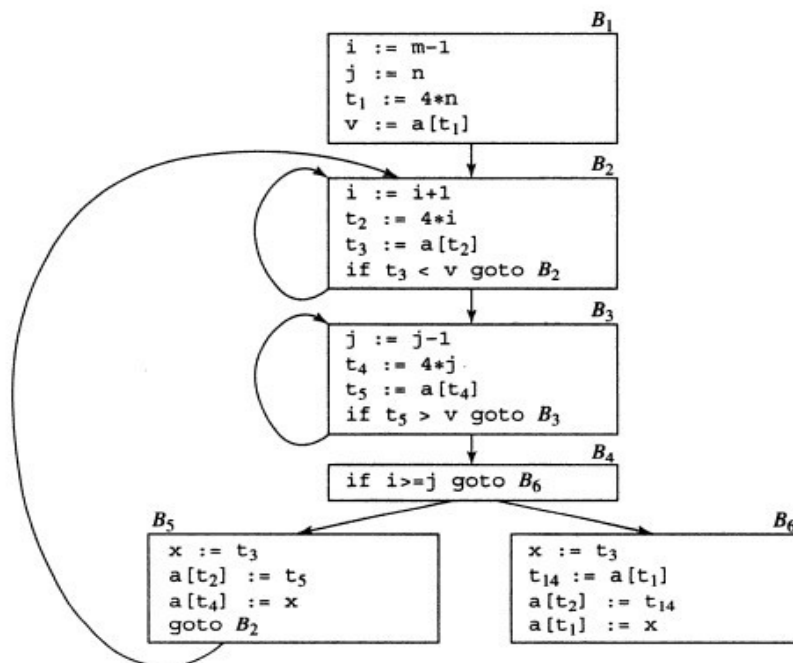 B₁
i := m-1
j := n
t₁ := 4*n
v := a[t₁]
B₂
i := i+1
t₂ := 4*i
t₃ := a[t₂]
if t₃ < v goto B₂
B₃
j := j-1
t₄ := 4*j
t₅ := a[t₄]
if t₅ > v goto B₃
B₄
if i>=j goto B₆
B₅
x := t₃
a[t₂] := t₅
a[t₄] := x
goto B₂
B₆
x := t₃
t₁₄ := a[t₁]
a[t₂] := t₁₄
a[t₁] := x